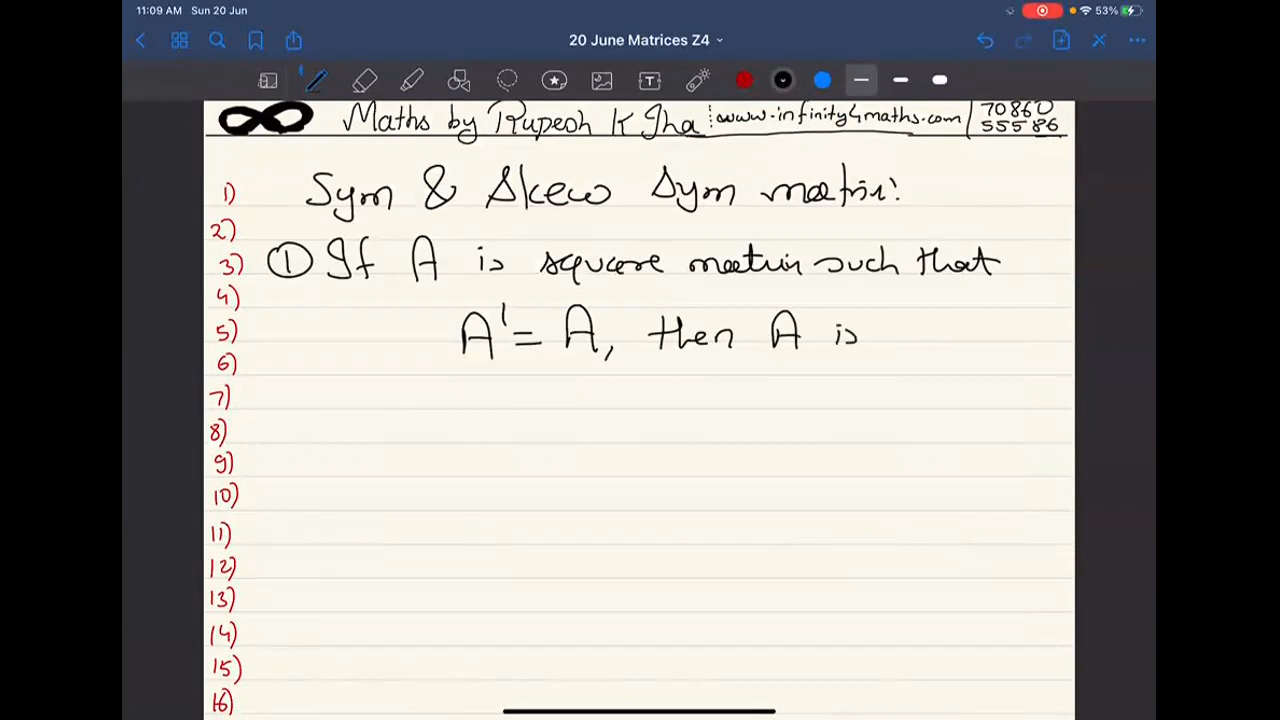 11:09 AM Sun 20 Jun 53%
20 June Matrices Z4
Maths by Rupesh K Jha www.infinity4maths.com 70860
55586
1) Sym & Skew Sym matrix:
2)
3) ① If A is square matrix such that
4)
5) A' = A, then A is
6)
7)
8)
9)
10)
11)
12)
13)
14)
15)
16)